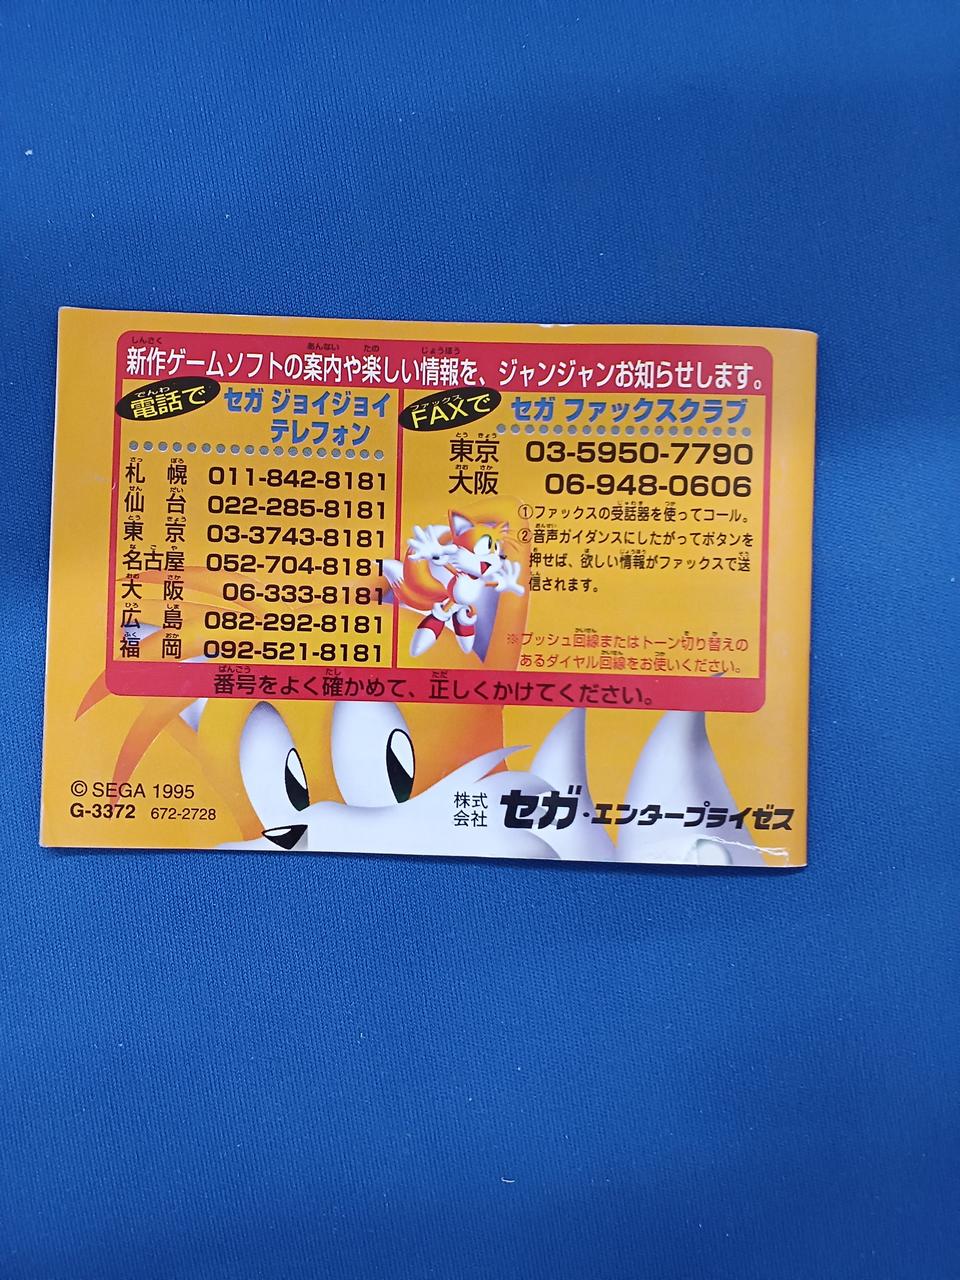 新作ゲームソフトの案内や楽しい情報を、ジャンジャンお知らせします。
電話で
セガ ジョイジョイ
テレフォン
札幌 011-842-8181
仙台 022-285-8181
東京 03-3743-8181
名古屋 052-704-8181
大阪 06-333-8181
広島 082-292-8181
福岡 092-521-8181
FAXで
セガ ファックスクラブ
東京 03-5950-7790
大阪 06-948-0606
①ファックスの受話器を使ってコール。
②音声ガイダンスにしたがってボタンを
押せば、欲しい情報がファックスで送
信されます。
※プッシュ回線またはトーン切り替えの
あるダイヤル回線をお使いください。
番号をよく確かめて、正しくかけてください。
© SEGA 1995
G-3372 672-2728
株式
会社
セガ・エンタープライゼス